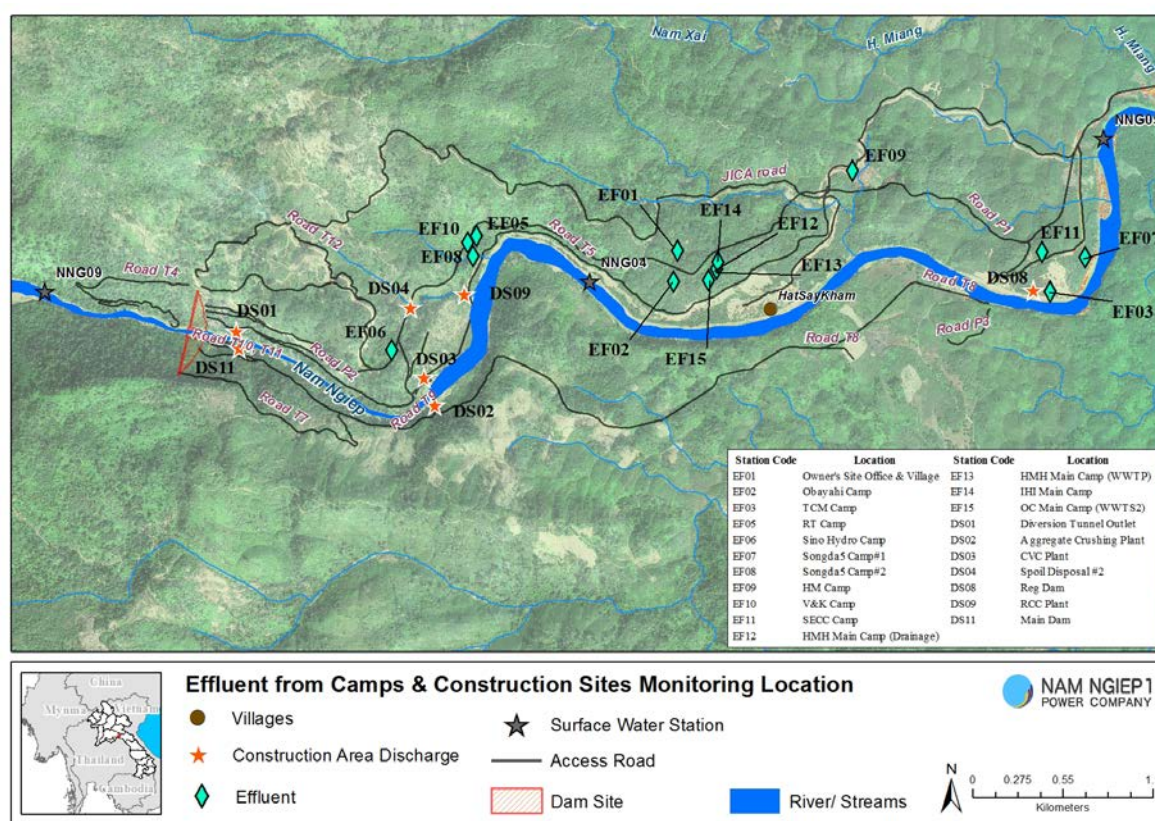 Nam Xai
H. Miang
H. Miang
NNG05
EF09
JICA road
EF01
EF14
EF12
Road P1
EF10
EF05
Road T12
Road T5
EF08
EF11
EF07
NNG09
Road T4
NNG04
EF13
DS08
DS04
DS09
HatSayKham
Road T8
DS01
EF06
EF03
Road T10, T11
Road P2
EF02
EF15
Road T8
Road P3
DS11
Nam Ngiep
DS03
Road T9
DS02
Road T7
Station Code Location Station Code Location
EF01 Owner's Site Office & Village EF13 HMH Main Camp (WWTP)
EF02 Obayahi Camp EF14 IHI Main Camp
EF03 TCM Camp EF15 OC Main Camp (WWTS2)
EF05 RT Camp DS01 Diversion Tunnel Outlet
EF06 Sino Hydro Camp DS02 Aggregate Crushing Plant
EF07 Songda5 Camp#1 DS03 CVC Plant
EF08 Songda5 Camp#2 DS04 Spoil Disposal #2
EF09 HM Camp DS08 Reg Dam
EF10 V&K Camp DS09 RCC Plant
EF11 SECC Camp DS11 Main Dam
EF12 HMH Main Camp (Drainage)
China
Mynma
Vietnam
Thailand
Cambodia
Effluent from Camps & Construction Sites Monitoring Location
Villages
Surface Water Station
Construction Area Discharge
Access Road
Effluent
Dam Site
River/ Streams
NAM NGIEP 1
POWER COMPANY
N
0 0.275 0.55 1.
Kilometers